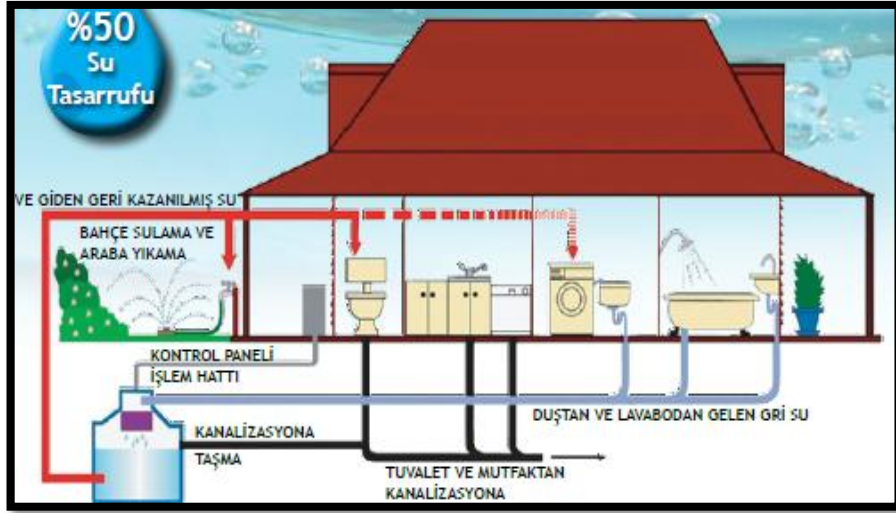 %50
Su
Tasarrufu
VE GİDEN GERİ KAZANILMIŞ SU
BAHÇE SULAMA VE
ARABA YIKAMA
KONTROL PANELİ
İŞLEM HATTI
DUŞTAN VE LAVABODAN GELEN GRİ SU
KANALİZASYONA
TAŞMA
TUVALET VE MUTFAKTAN
KANALİZASYONA